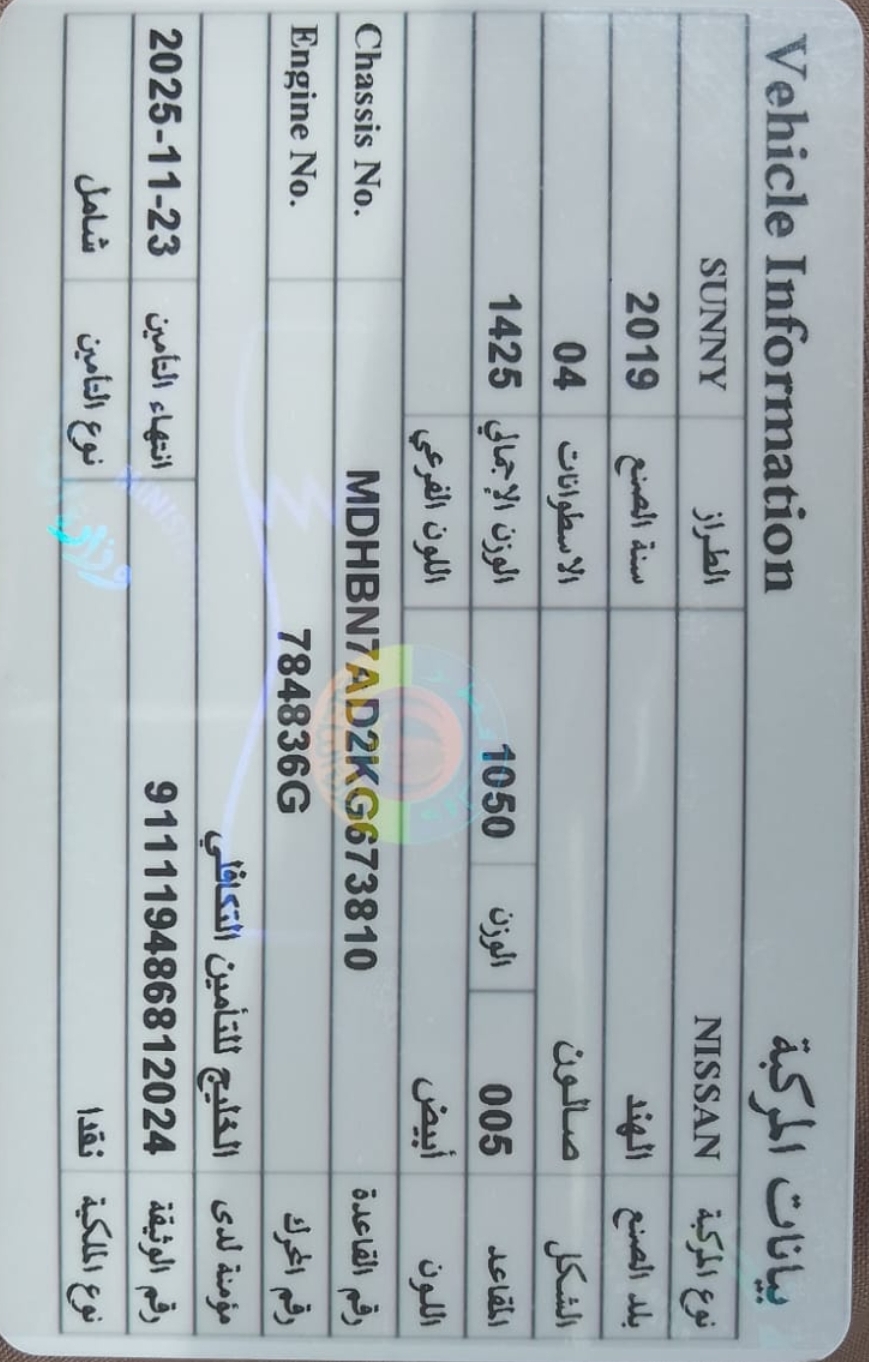 Vehicle Information بيانات المركبة
نوع المركبة NISSAN الطراز SUNNY
بلد الصنع الهند سنة الصنع 2019
الشكل صالون الاسطوانات 04
المقاعد 005 الوزن 1050 الوزن الإجمالي 1425
اللون أبيض اللون الفرعي
رقم القاعدة MDHBN7AD2KG673810 Chassis No.
رقم المحرك 784836G Engine No.
مؤمنة لدى الخليج للتأمين التكافلي
رقم الوثيقة 911119486812024 انتهاء التامين 2025-11-23
نوع الملكية نقدا نوع التامين شامل